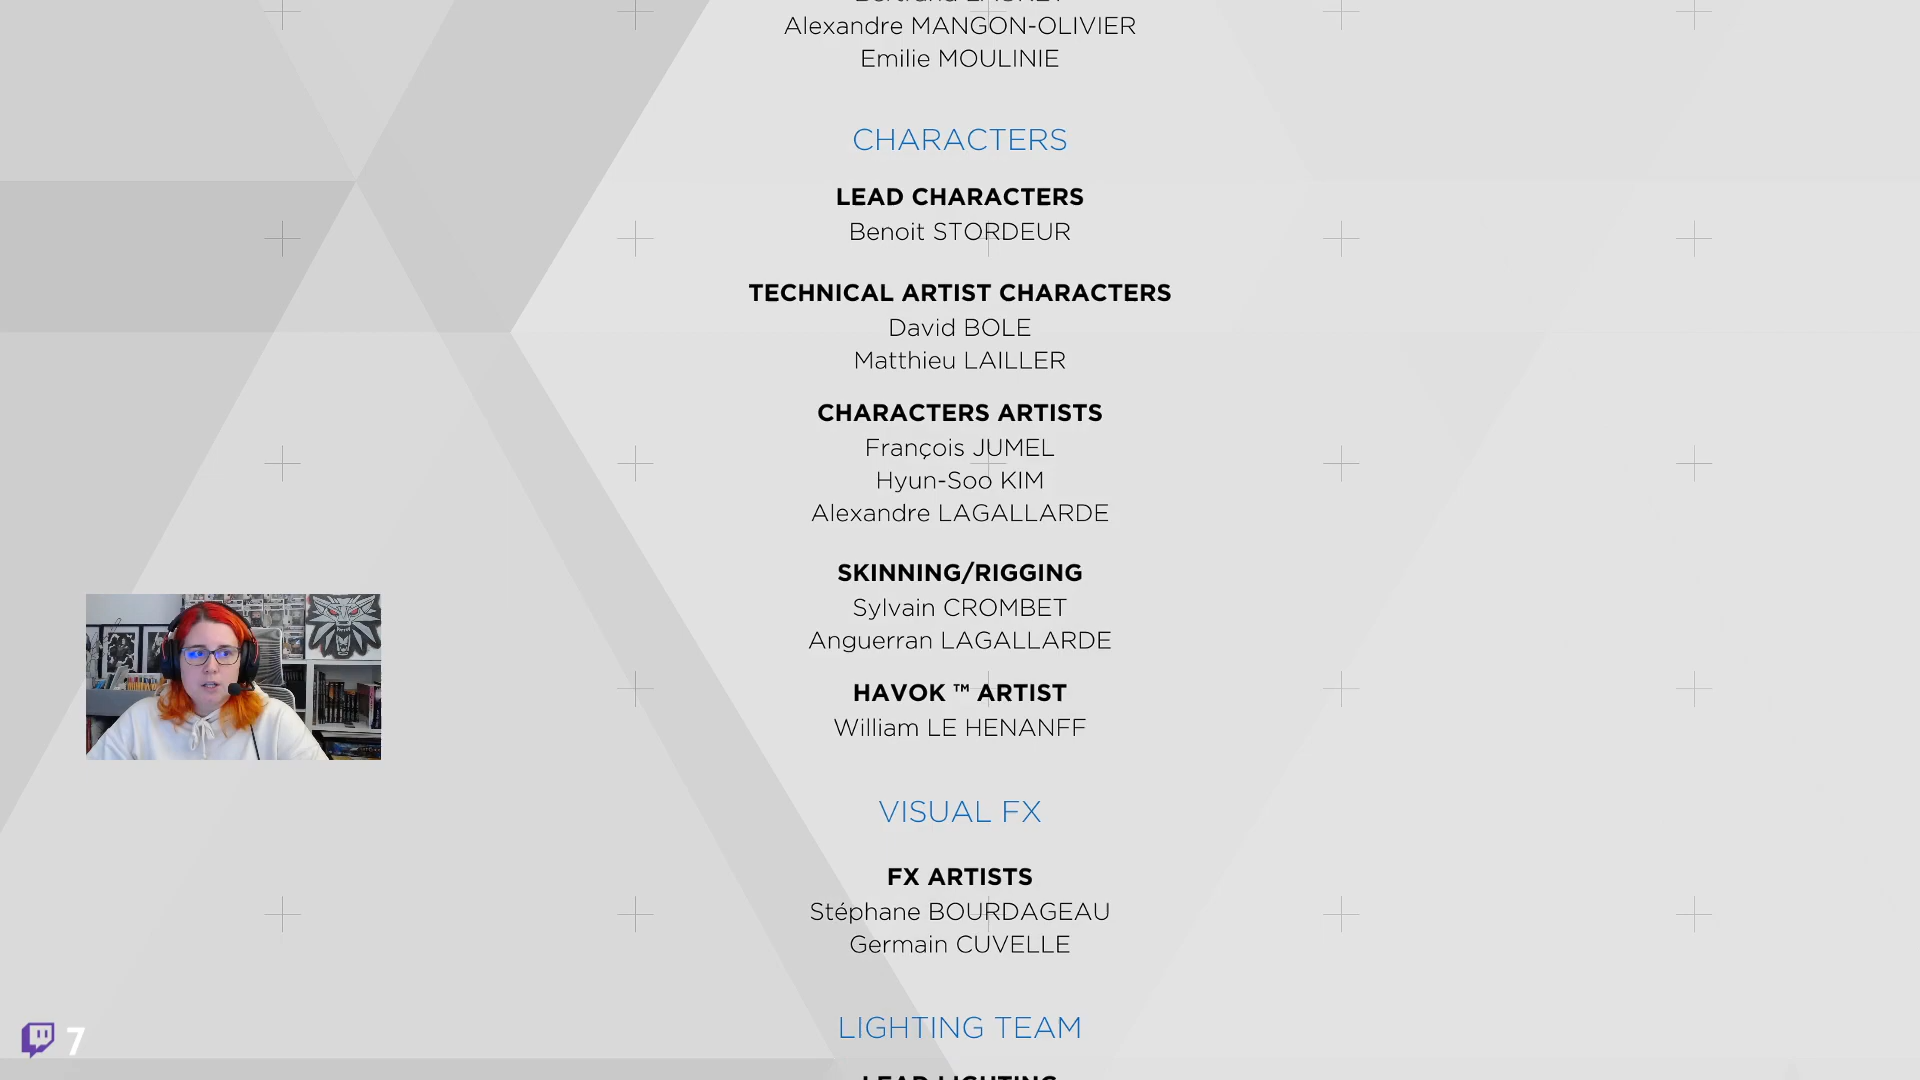 Alexandre MANGON-OLIVIER
Emilie MOULINIE
CHARACTERS
LEAD CHARACTERS
Benoit STORDEUR
TECHNICAL ARTIST CHARACTERS
David BOLE
Matthieu LAILLER
CHARACTERS ARTISTS
François JUMEL
Hyun-Soo KIM
Alexandre LAGALLARDE
SKINNING/RIGGING
Sylvain CROMBET
Anguerran LAGALLARDE
HAVOK ™ ARTIST
William LE HENANFF
VISUAL FX
FX ARTISTS
Stéphane BOURDAGEAU
Germain CUVELLE
LIGHTING TEAM
LEAD LIGHTING
7